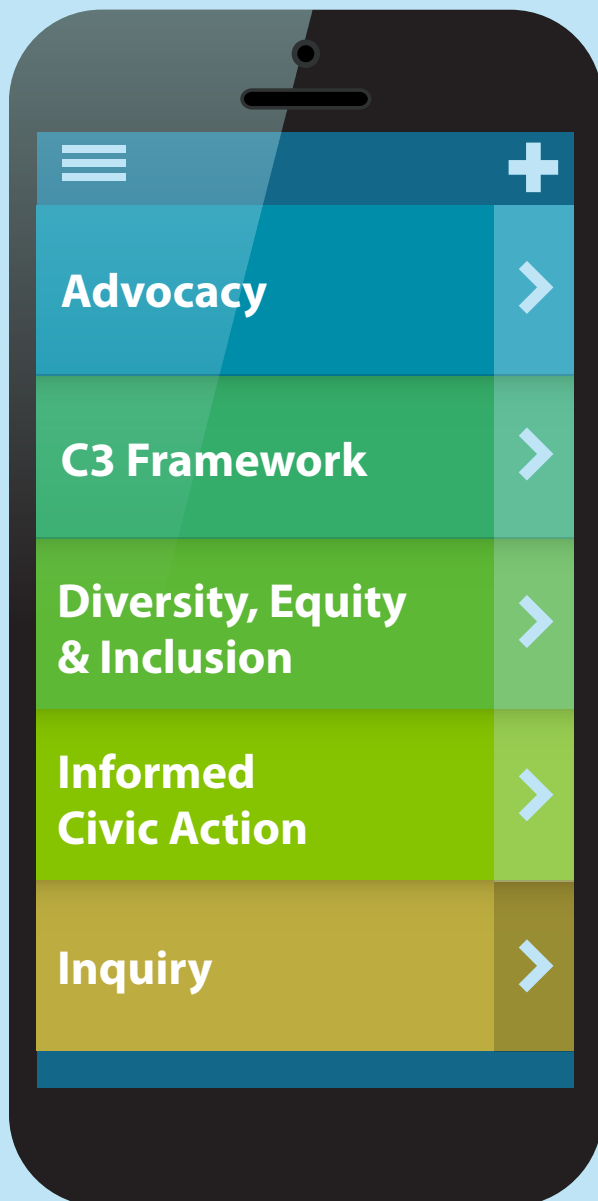 Advocacy
C3 Framework
Diversity, Equity
& Inclusion
Informed
Civic Action
Inquiry